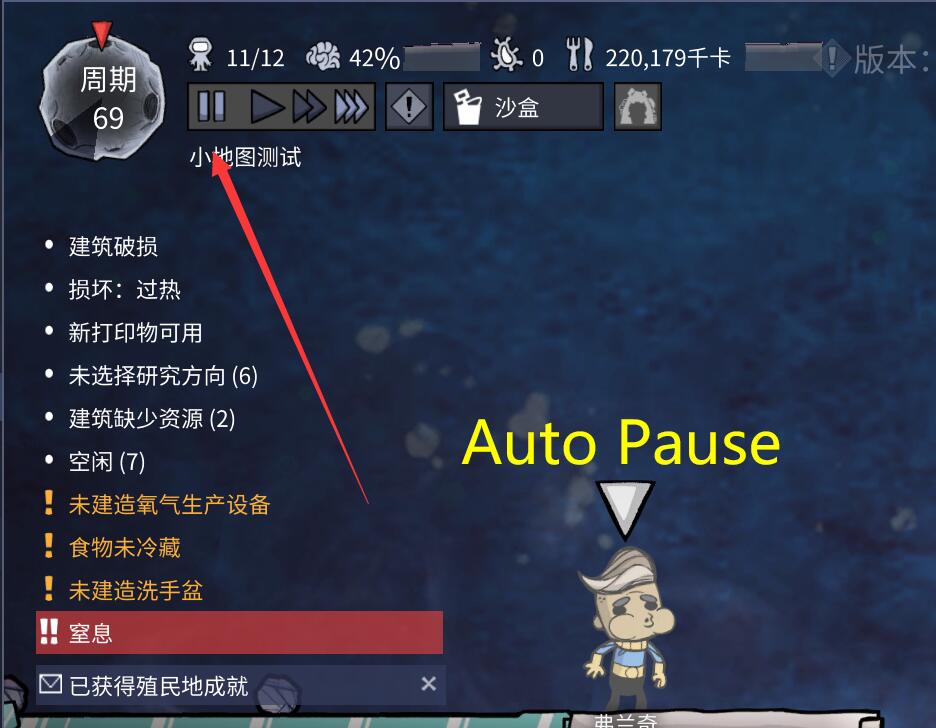 周期
69
11/12 42% 0 220,179千卡 版本：
沙盒
小地图测试
建筑破损
损坏：过热
新打印物可用
未选择研究方向 (6)
建筑缺少资源 (2)
空闲 (7)
未建造氧气生产设备
食物未冷藏
未建造洗手盆
窒息
已获得殖民地成就
Auto Pause
弗兰奇